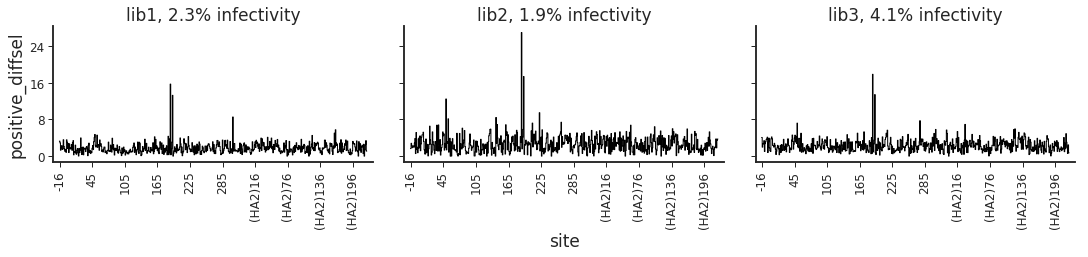 lib1, 2.3% infectivity
lib2, 1.9% infectivity
lib3, 4.1% infectivity
positive_diffsel
24
16
8
0
-16 45 105 165 225 285 (HA2)16 (HA2)76 (HA2)136 (HA2)196
-16 45 105 165 225 285 (HA2)16 (HA2)76 (HA2)136 (HA2)196
-16 45 105 165 225 285 (HA2)16 (HA2)76 (HA2)136 (HA2)196
site